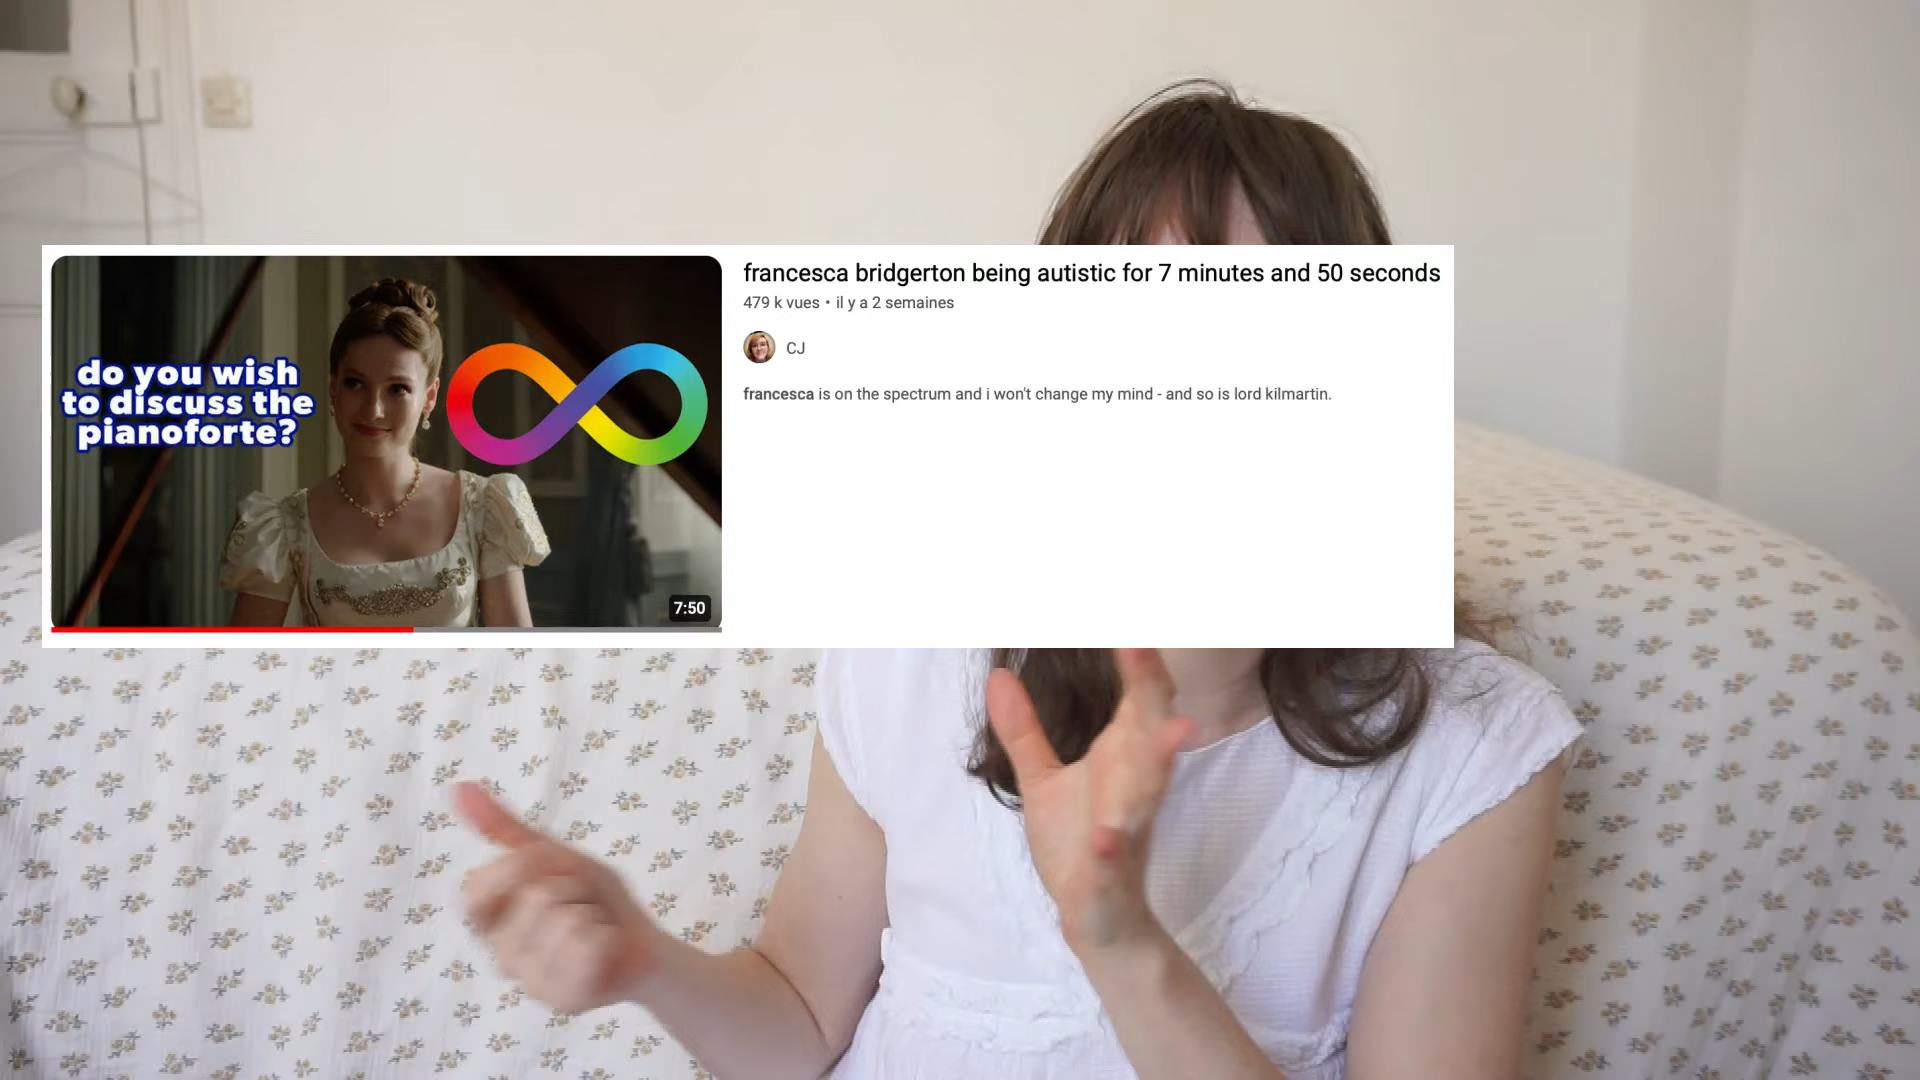 do you wish
to discuss the
pianoforte?
7:50
francesca bridgerton being autistic for 7 minutes and 50 seconds
479 k vues • il y a 2 semaines
CJ
francesca is on the spectrum and i won't change my mind - and so is lord kilmartin.